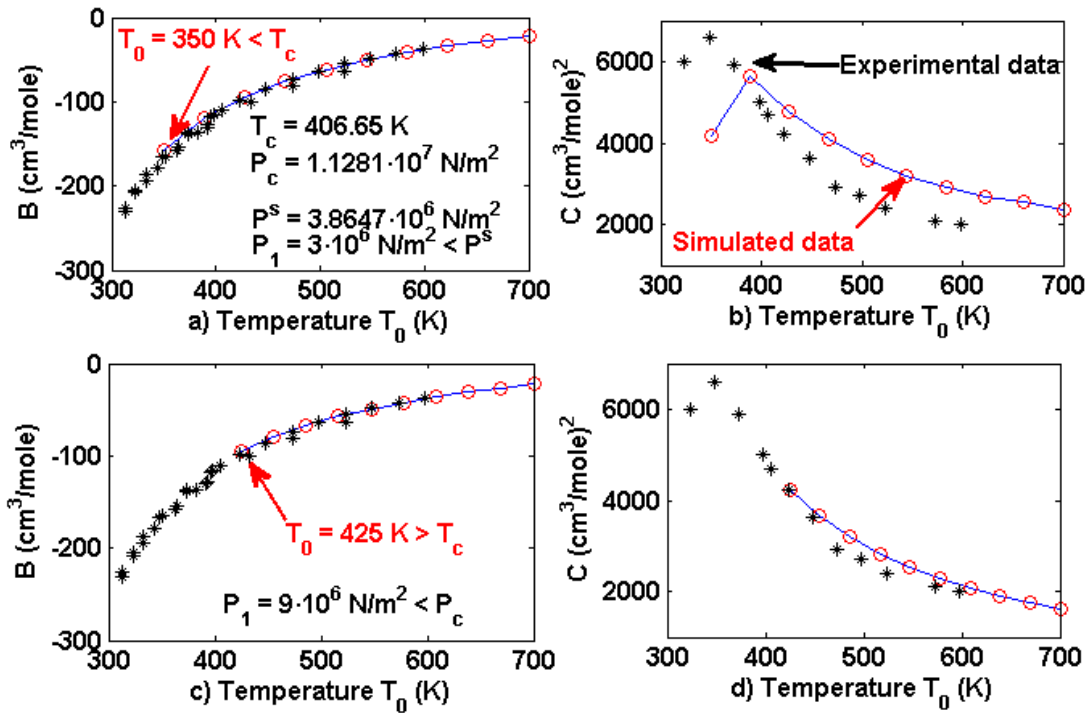 0
-100
-200
-300
B (cm³/mole)
T₀ = 350 K < T_c
T_c = 406.65 K
P_c = 1.1281·10⁷ N/m²
Pˢ = 3.8647·10⁶ N/m²
P₁ = 3·10⁶ N/m² < Pˢ
300 400 500 600 700
a) Temperature T₀ (K)
6000
4000
2000
C (cm³/mole)²
Experimental data
Simulated data
300 400 500 600 700
b) Temperature T₀ (K)
0
-100
-200
-300
B (cm³/mole)
T₀ = 425 K > T_c
P₁ = 9·10⁶ N/m² < P_c
300 400 500 600 700
c) Temperature T₀ (K)
6000
4000
2000
C (cm³/mole)²
300 400 500 600 700
d) Temperature T₀ (K)